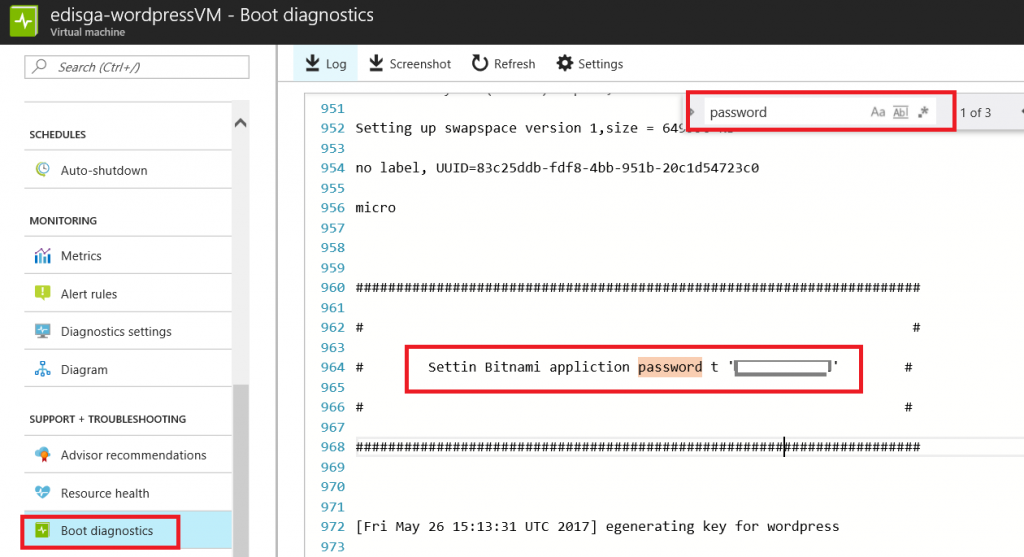 edisga-wordpressVM - Boot diagnostics
Virtual machine
Search (Ctrl+/)
SCHEDULES
Auto-shutdown
MONITORING
Metrics
Alert rules
Diagnostics settings
Diagram
SUPPORT + TROUBLESHOOTING
Advisor recommendations
Resource health
Boot diagnostics
Log Screenshot Refresh Settings
password Aa Abl .* 1 of 3
951
952 Setting up swapspace version 1,size =
953
954 no label, UUID=83c25ddb-fdf8-4bb-951b-20c1d54723c0
955
956 micro
957
958
959
960 ######################################################################
961
962 # #
963
964 # Settin Bitnami appliction password t ' ' #
965
966 # #
967
968 ######################################################################
969
970
971
972 [Fri May 26 15:13:31 UTC 2017] egenerating key for wordpress
973